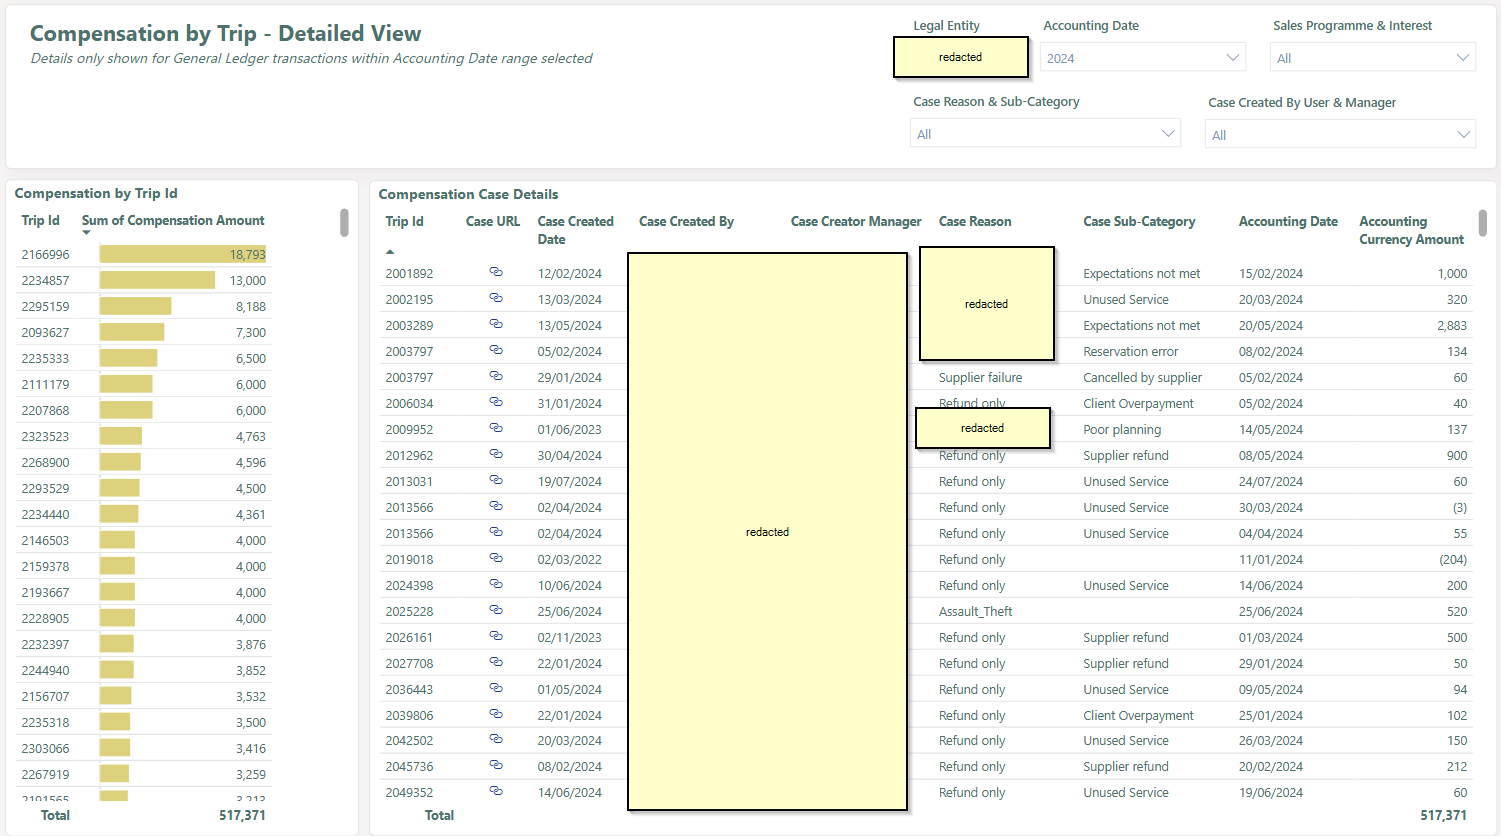 Compensation by Trip - Detailed View
Details only shown for General Ledger transactions within Accounting Date range selected
Legal Entity
redacted
Accounting Date
2024
Sales Programme & Interest
All
Case Reason & Sub-Category
All
Case Created By User & Manager
All
Compensation by Trip Id
Trip Id Sum of Compensation Amount
2166996 18,793
2234857 13,000
2295159 8,188
2093627 7,300
2235333 6,500
2111179 6,000
2207868 6,000
2323523 4,763
2268900 4,596
2293529 4,500
2234440 4,361
2146503 4,000
2159378 4,000
2193667 4,000
2228905 4,000
2232397 3,876
2244940 3,852
2156707 3,532
2235318 3,500
2303066 3,416
2267919 3,259
2191565 3,213
Total 517,371
Compensation Case Details
Trip Id Case URL Case Created Date Case Created By Case Creator Manager Case Reason Case Sub-Category Accounting Date Accounting Currency Amount
redacted
redacted
redacted
2001892 12/02/2024 Expectations not met 15/02/2024 1,000
2002195 13/03/2024 Unused Service 20/03/2024 320
2003289 13/05/2024 Expectations not met 20/05/2024 2,883
2003797 05/02/2024 Reservation error 08/02/2024 134
2003797 29/01/2024 Supplier failure Cancelled by supplier 05/02/2024 60
2006034 31/01/2024 Refund only Client Overpayment 05/02/2024 40
2009952 01/06/2023 Poor planning 14/05/2024 137
2012962 30/04/2024 Refund only Supplier refund 08/05/2024 900
2013031 19/07/2024 Refund only Unused Service 24/07/2024 60
2013566 02/04/2024 Refund only Unused Service 30/03/2024 (3)
2013566 02/04/2024 Refund only Unused Service 04/04/2024 55
2019018 02/03/2022 Refund only 11/01/2024 (204)
2024398 10/06/2024 Refund only Unused Service 14/06/2024 200
2025228 25/06/2024 Assault_Theft 25/06/2024 520
2026161 02/11/2023 Refund only Supplier refund 01/03/2024 500
2027708 22/01/2024 Refund only Supplier refund 29/01/2024 50
2036443 01/05/2024 Refund only Unused Service 09/05/2024 94
2039806 22/01/2024 Refund only Client Overpayment 25/01/2024 102
2042502 20/03/2024 Refund only Unused Service 26/03/2024 150
2045736 08/02/2024 Refund only Supplier refund 20/02/2024 212
2049352 14/06/2024 Refund only Unused Service 19/06/2024 60
Total 517,371